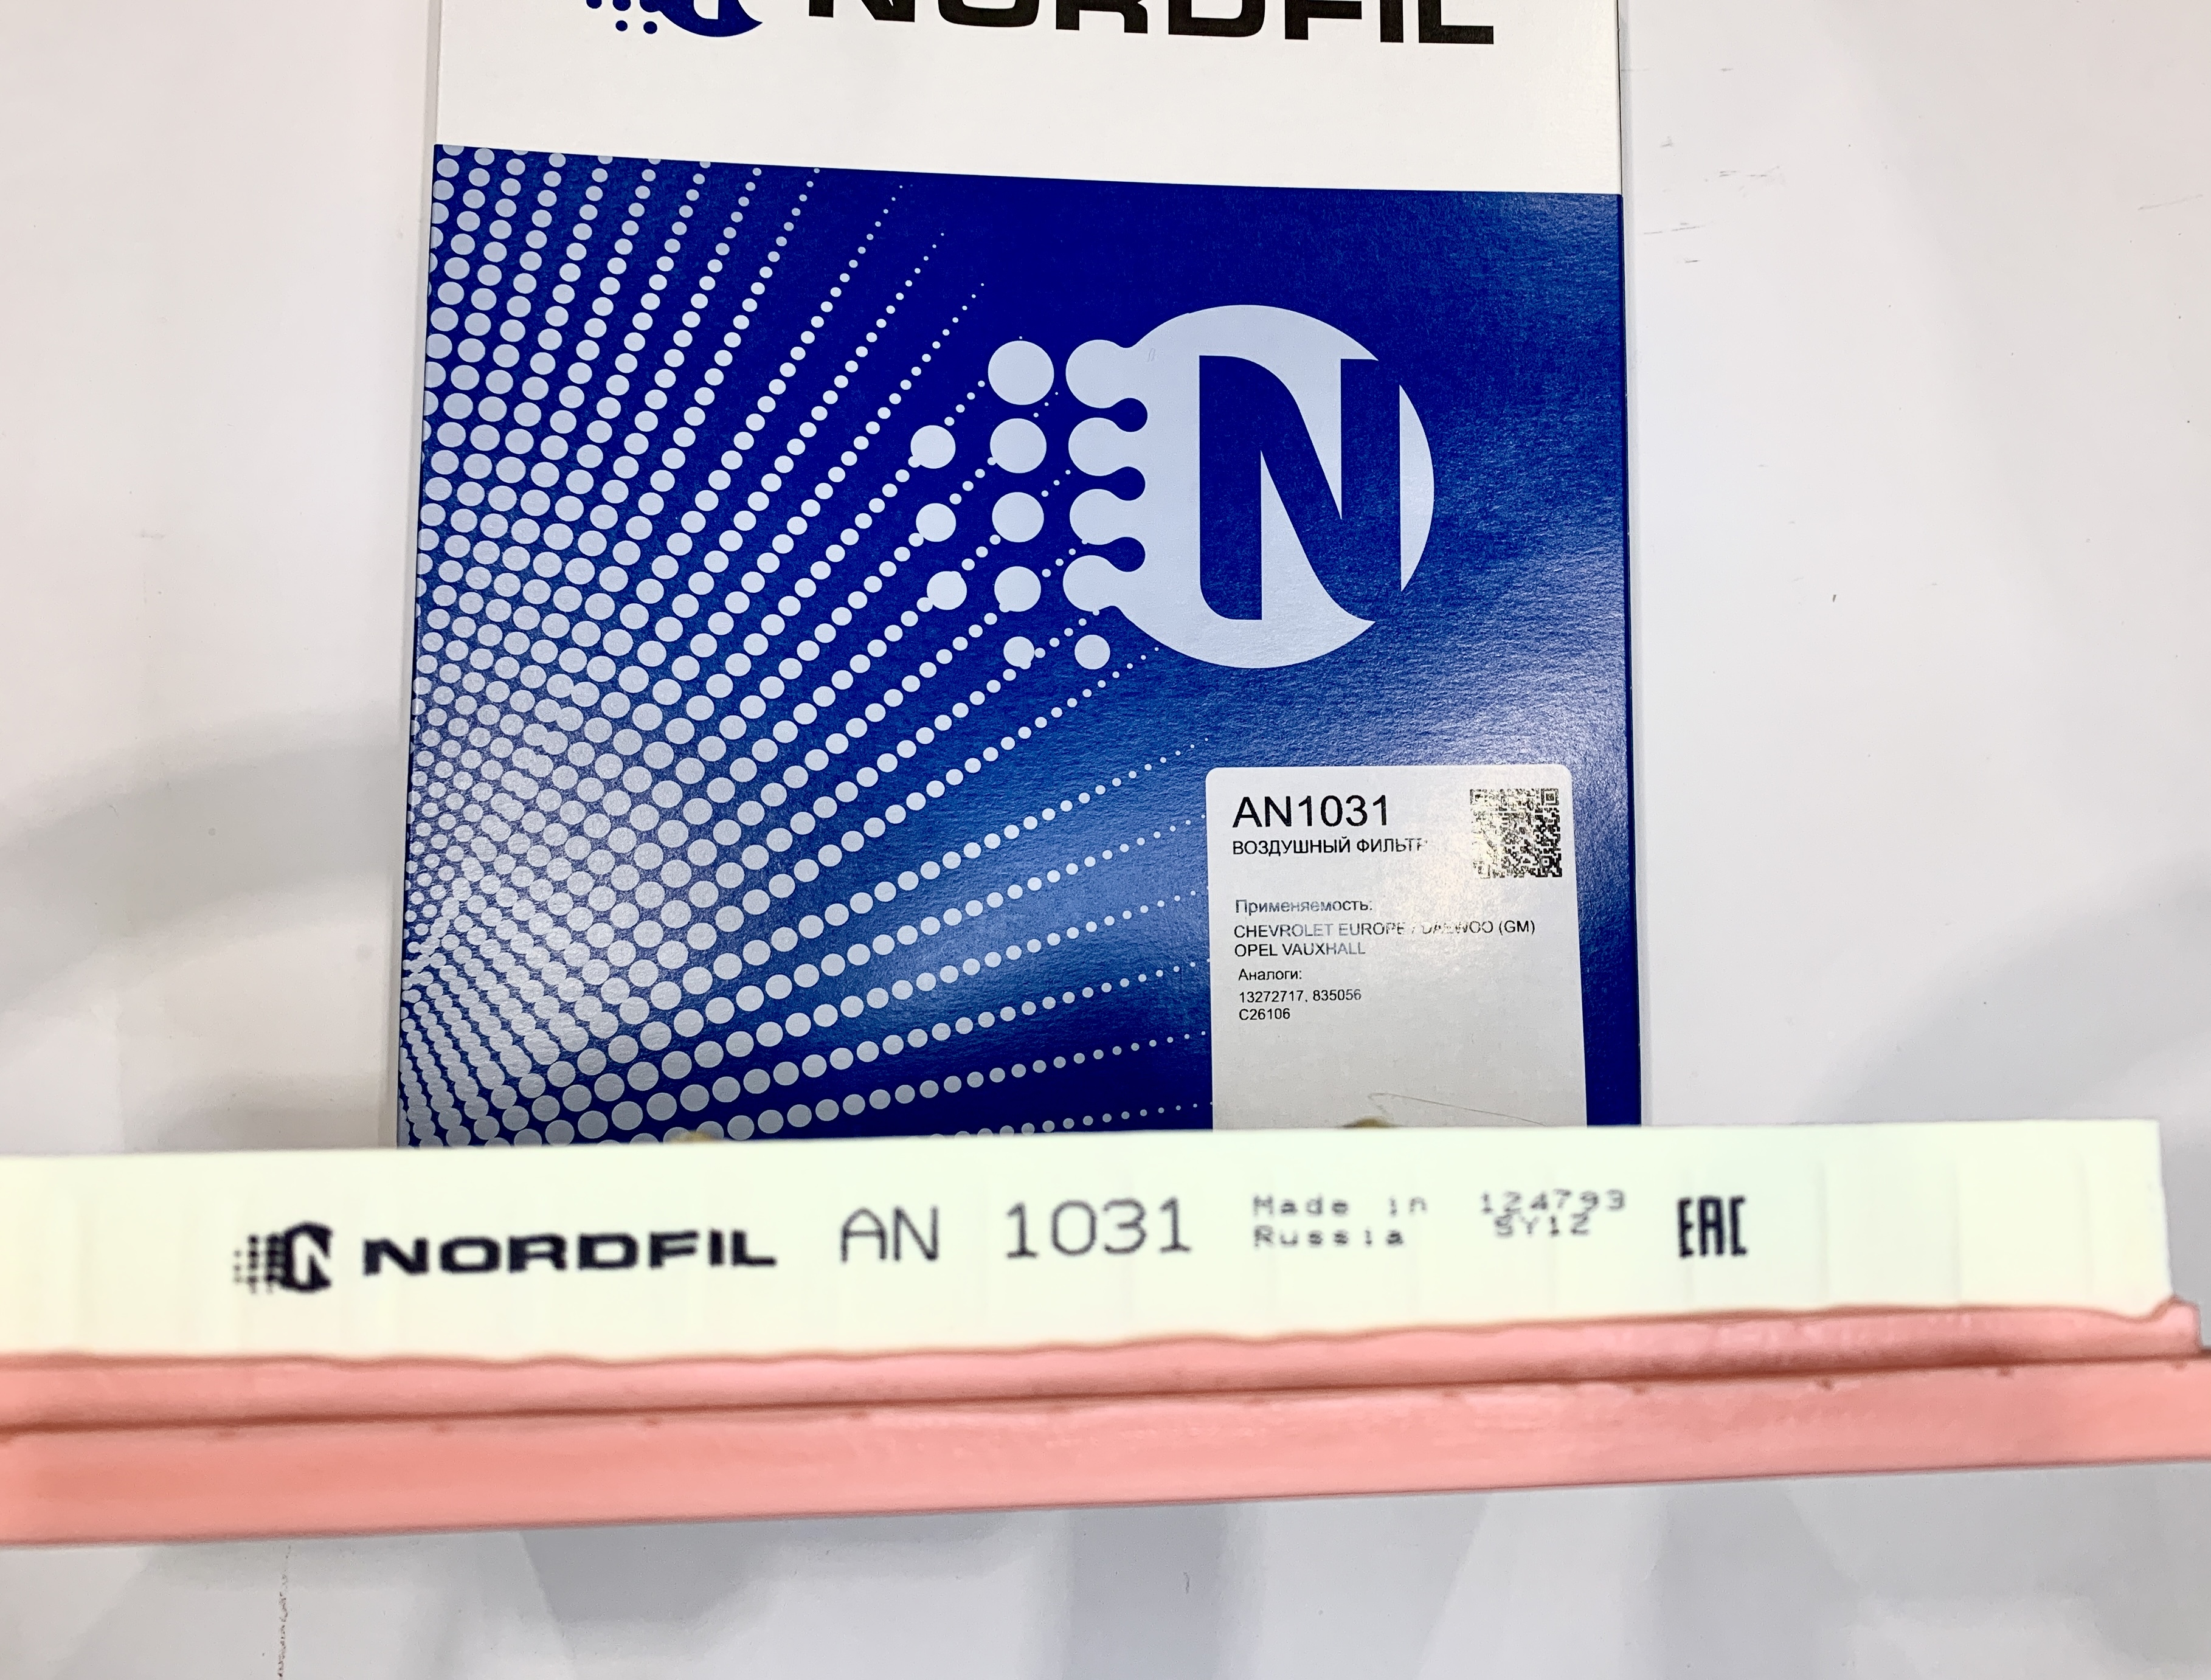 NORDFIL
N
AN1031
ВОЗДУШНЫЙ ФИЛЬТР
Применяемость:
CHEVROLET EUROPE / DAEWOO (GM)
OPEL VAUXHALL
Аналоги:
13272717, 835056
C26106
NORDFIL AN 1031 Made in 124793 EAC
Russia SY1Z